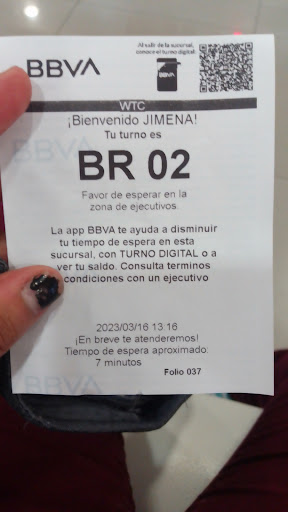 BBVA
Al salir de la sucursal,
conoce el turno digital:
BBVA
WTC
¡Bienvenido JIMENA!
Tu turno es
BBVA
BR 02
Favor de esperar en la
zona de ejecutivos.
La app BBVA te ayuda a disminuir
tu tiempo de espera en esta
sucursal, con TURNO DIGITAL o a
ver tu saldo. Consulta terminos
condiciones con un ejecutivo
2023/03/16 13:16
¡En breve te atenderemos!
Tiempo de espera aproximado:
7 minutos
BBVA
Folio 037